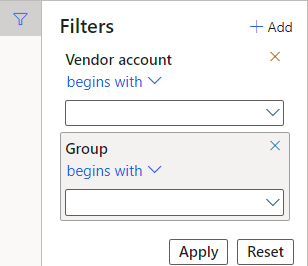 Filters
Add
Vendor account
begins with
Group
begins with
Apply Reset